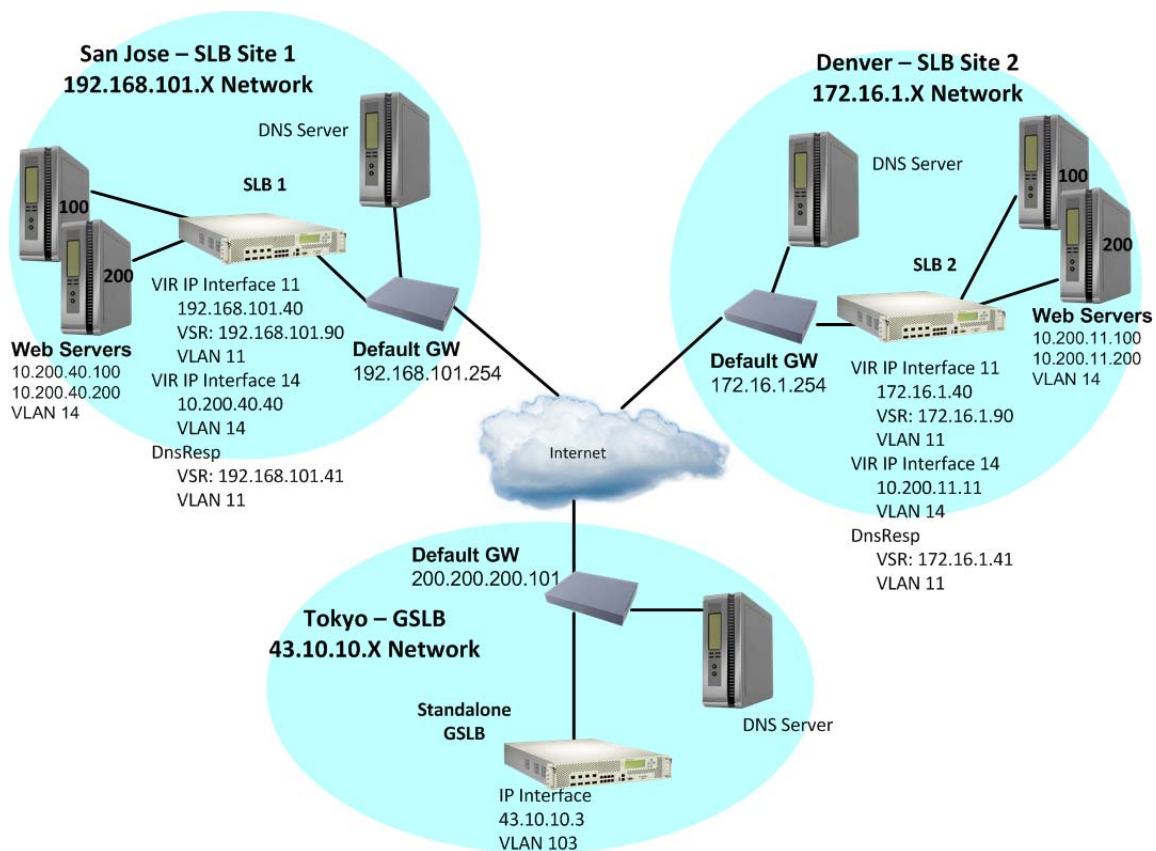 San Jose – SLB Site 1
192.168.101.X Network
DNS Server
SLB 1
100
200
VIR IP Interface 11
192.168.101.40
VSR: 192.168.101.90
VLAN 11
VIR IP Interface 14
10.200.40.40
VLAN 14
DnsResp
VSR: 192.168.101.41
VLAN 11
Web Servers
10.200.40.100
10.200.40.200
VLAN 14
Default GW
192.168.101.254
Denver – SLB Site 2
172.16.1.X Network
DNS Server
100
200
SLB 2
Web Servers
10.200.11.100
10.200.11.200
VLAN 14
Default GW
172.16.1.254
VIR IP Interface 11
172.16.1.40
VSR: 172.16.1.90
VLAN 11
VIR IP Interface 14
10.200.11.11
VLAN 14
DnsResp
VSR: 172.16.1.41
VLAN 11
Internet
Default GW
200.200.200.101
Tokyo – GSLB
43.10.10.X Network
DNS Server
Standalone
GSLB
IP Interface
43.10.10.3
VLAN 103